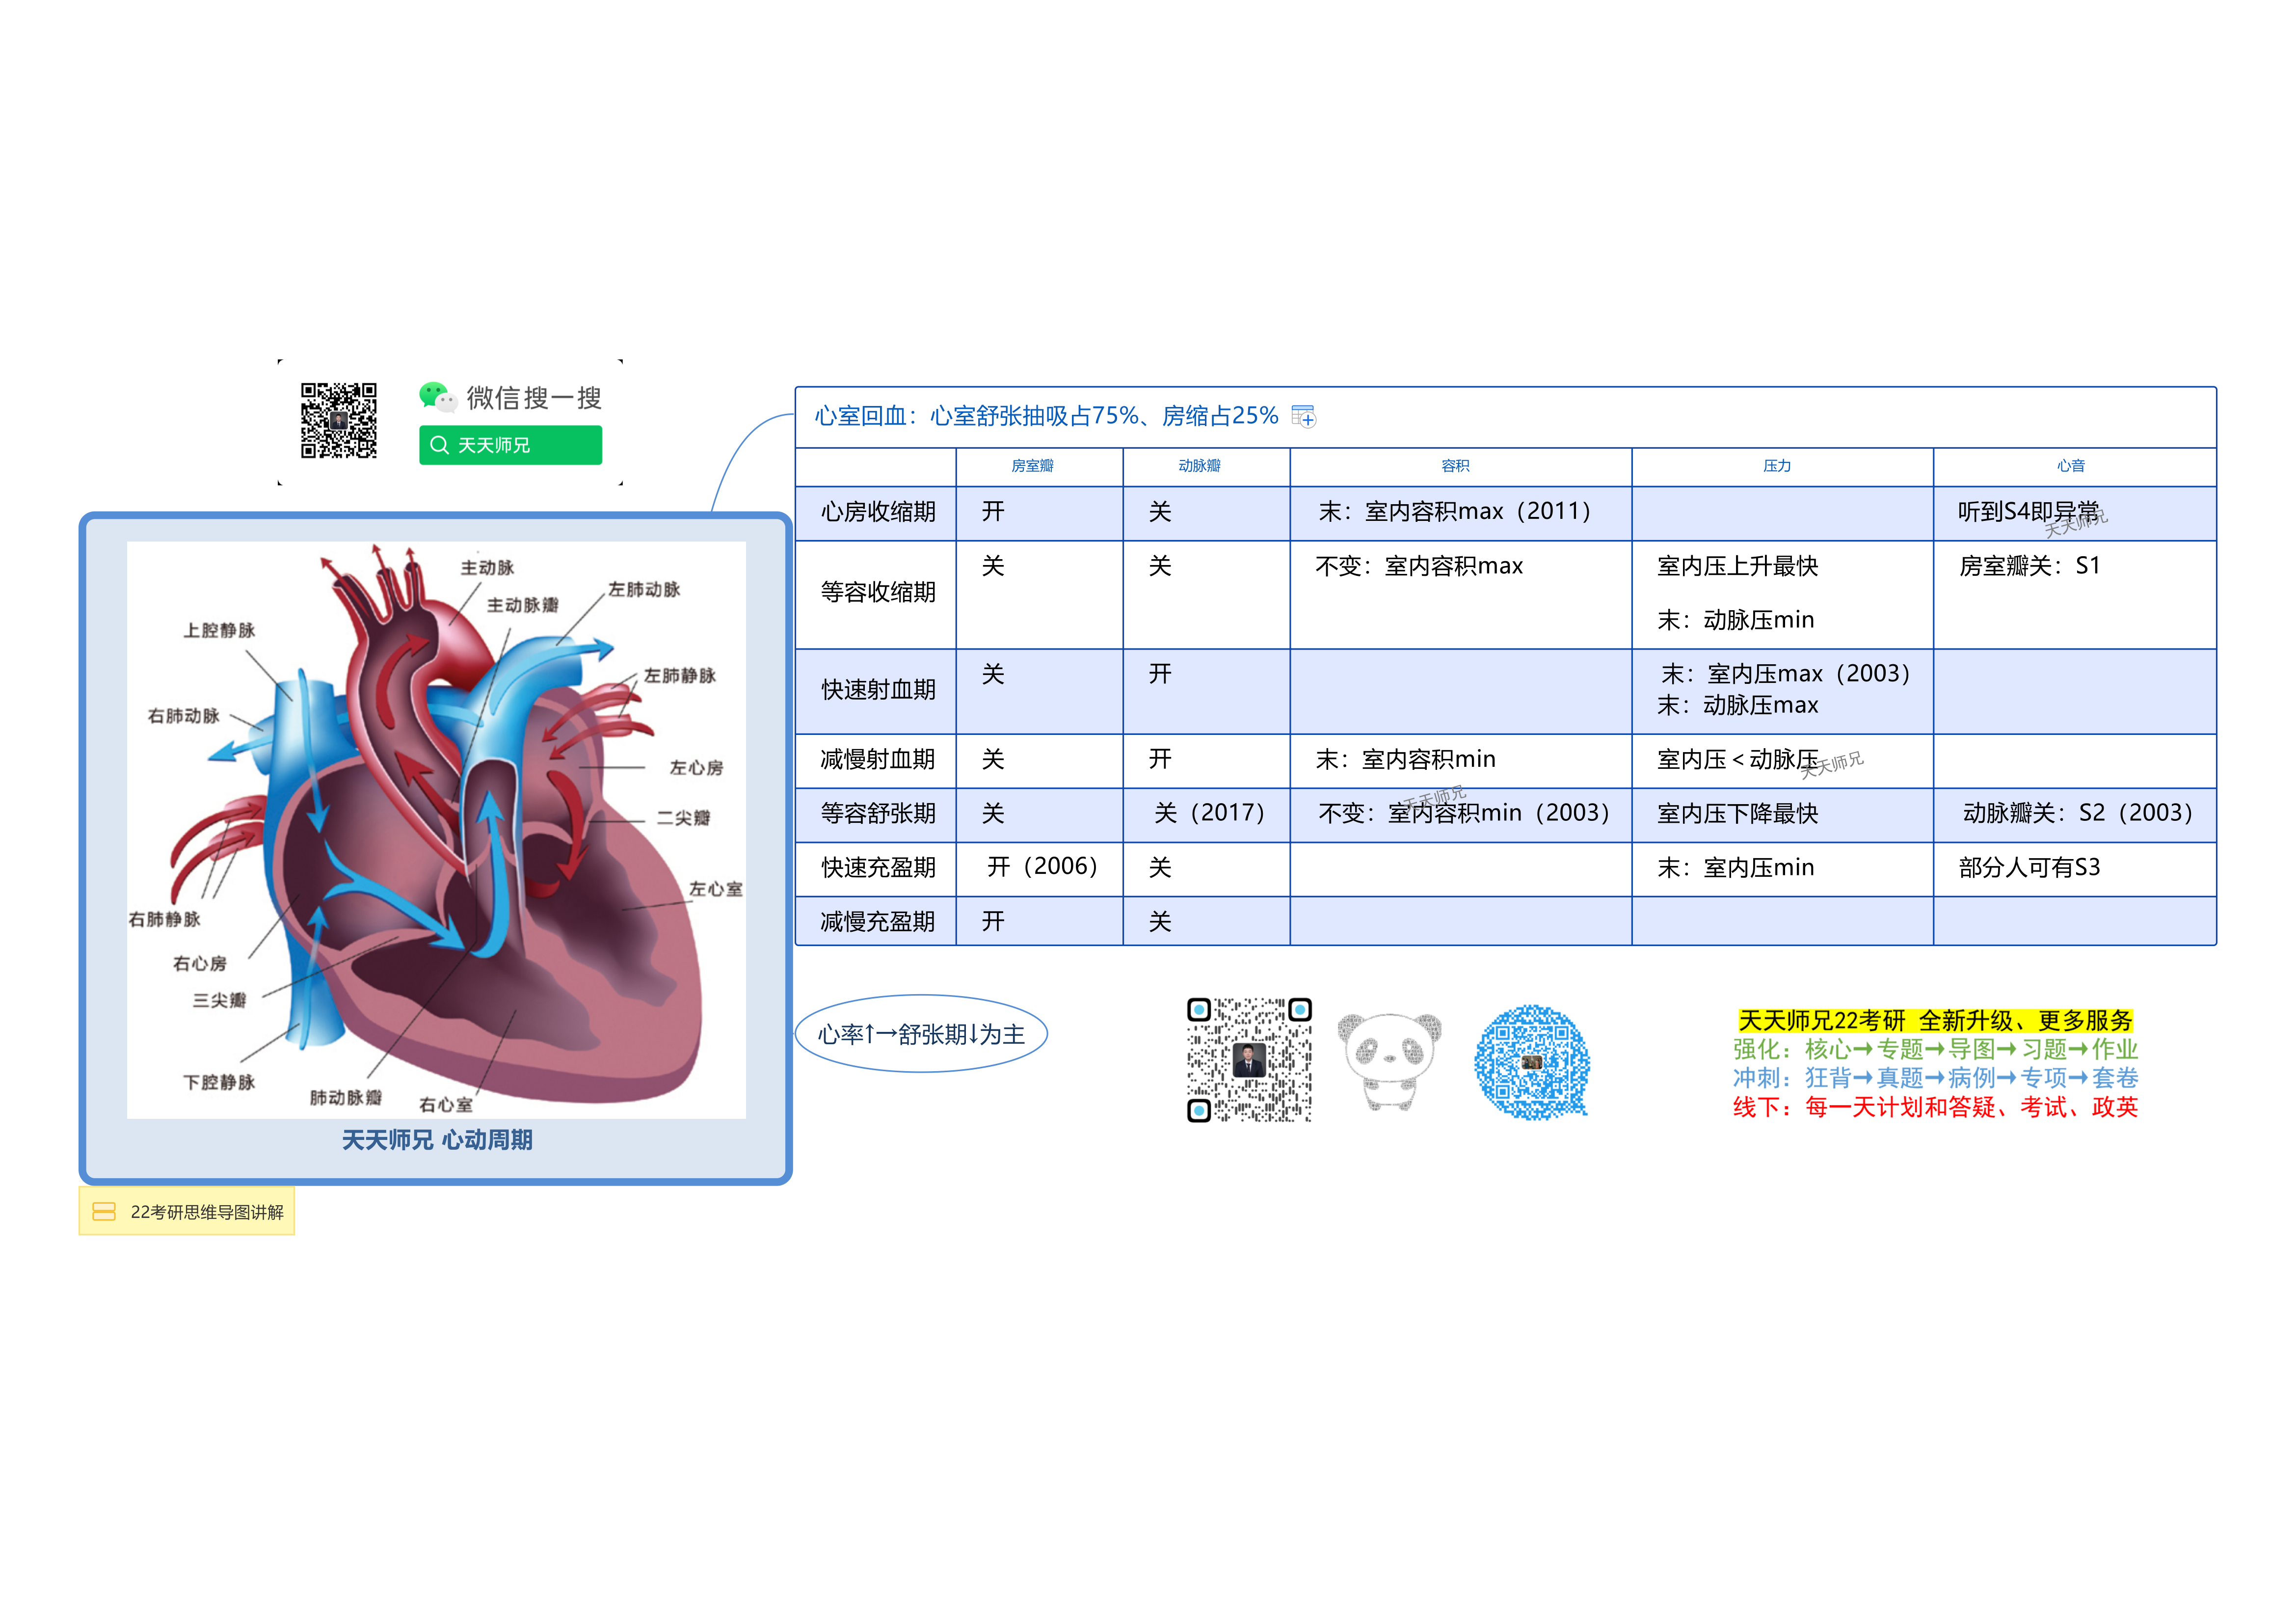 微信搜一搜
天天师兄
主动脉
主动脉瓣
左肺动脉
上腔静脉
左肺静脉
右肺动脉
左心房
二尖瓣
左心室
右肺静脉
右心房
三尖瓣
下腔静脉
肺动脉瓣
右心室
天天师兄 心动周期
22考研思维导图讲解
心室回血：心室舒张抽吸占75%、房缩占25%
房室瓣 动脉瓣 容积 压力 心音
心房收缩期 开 关 末：室内容积max（2011） 听到S4即异常
天天师兄
等容收缩期 关 关 不变：室内容积max 室内压上升最快 房室瓣关：S1
末：动脉压min
快速射血期 关 开 末：室内压max（2003）
末：动脉压max
减慢射血期 关 开 末：室内容积min 室内压＜动脉压
天天师兄
天天师兄
等容舒张期 关 关（2017） 不变：室内容积min（2003） 室内压下降最快 动脉瓣关：S2（2003）
快速充盈期 开（2006） 关 末：室内压min 部分人可有S3
减慢充盈期 开 关
心率↑→舒张期↓为主
天天师兄22考研 全新升级、更多服务
强化：核心→专题→导图→习题→作业
冲刺：狂背→真题→病例→专项→套卷
线下：每一天计划和答疑、考试、政英